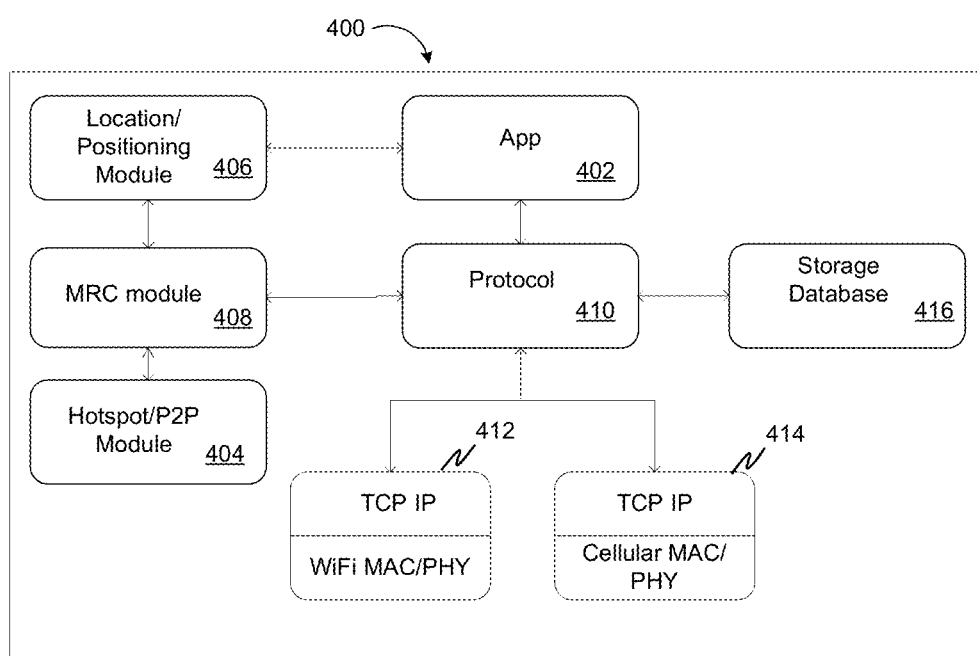 400
Location/
Positioning
Module
406
App
402
MRC module
408
Protocol
410
Storage
Database
416
Hotspot/P2P
Module
404
412
414
TCP IP
WiFi MAC/PHY
TCP IP
Cellular MAC/
PHY